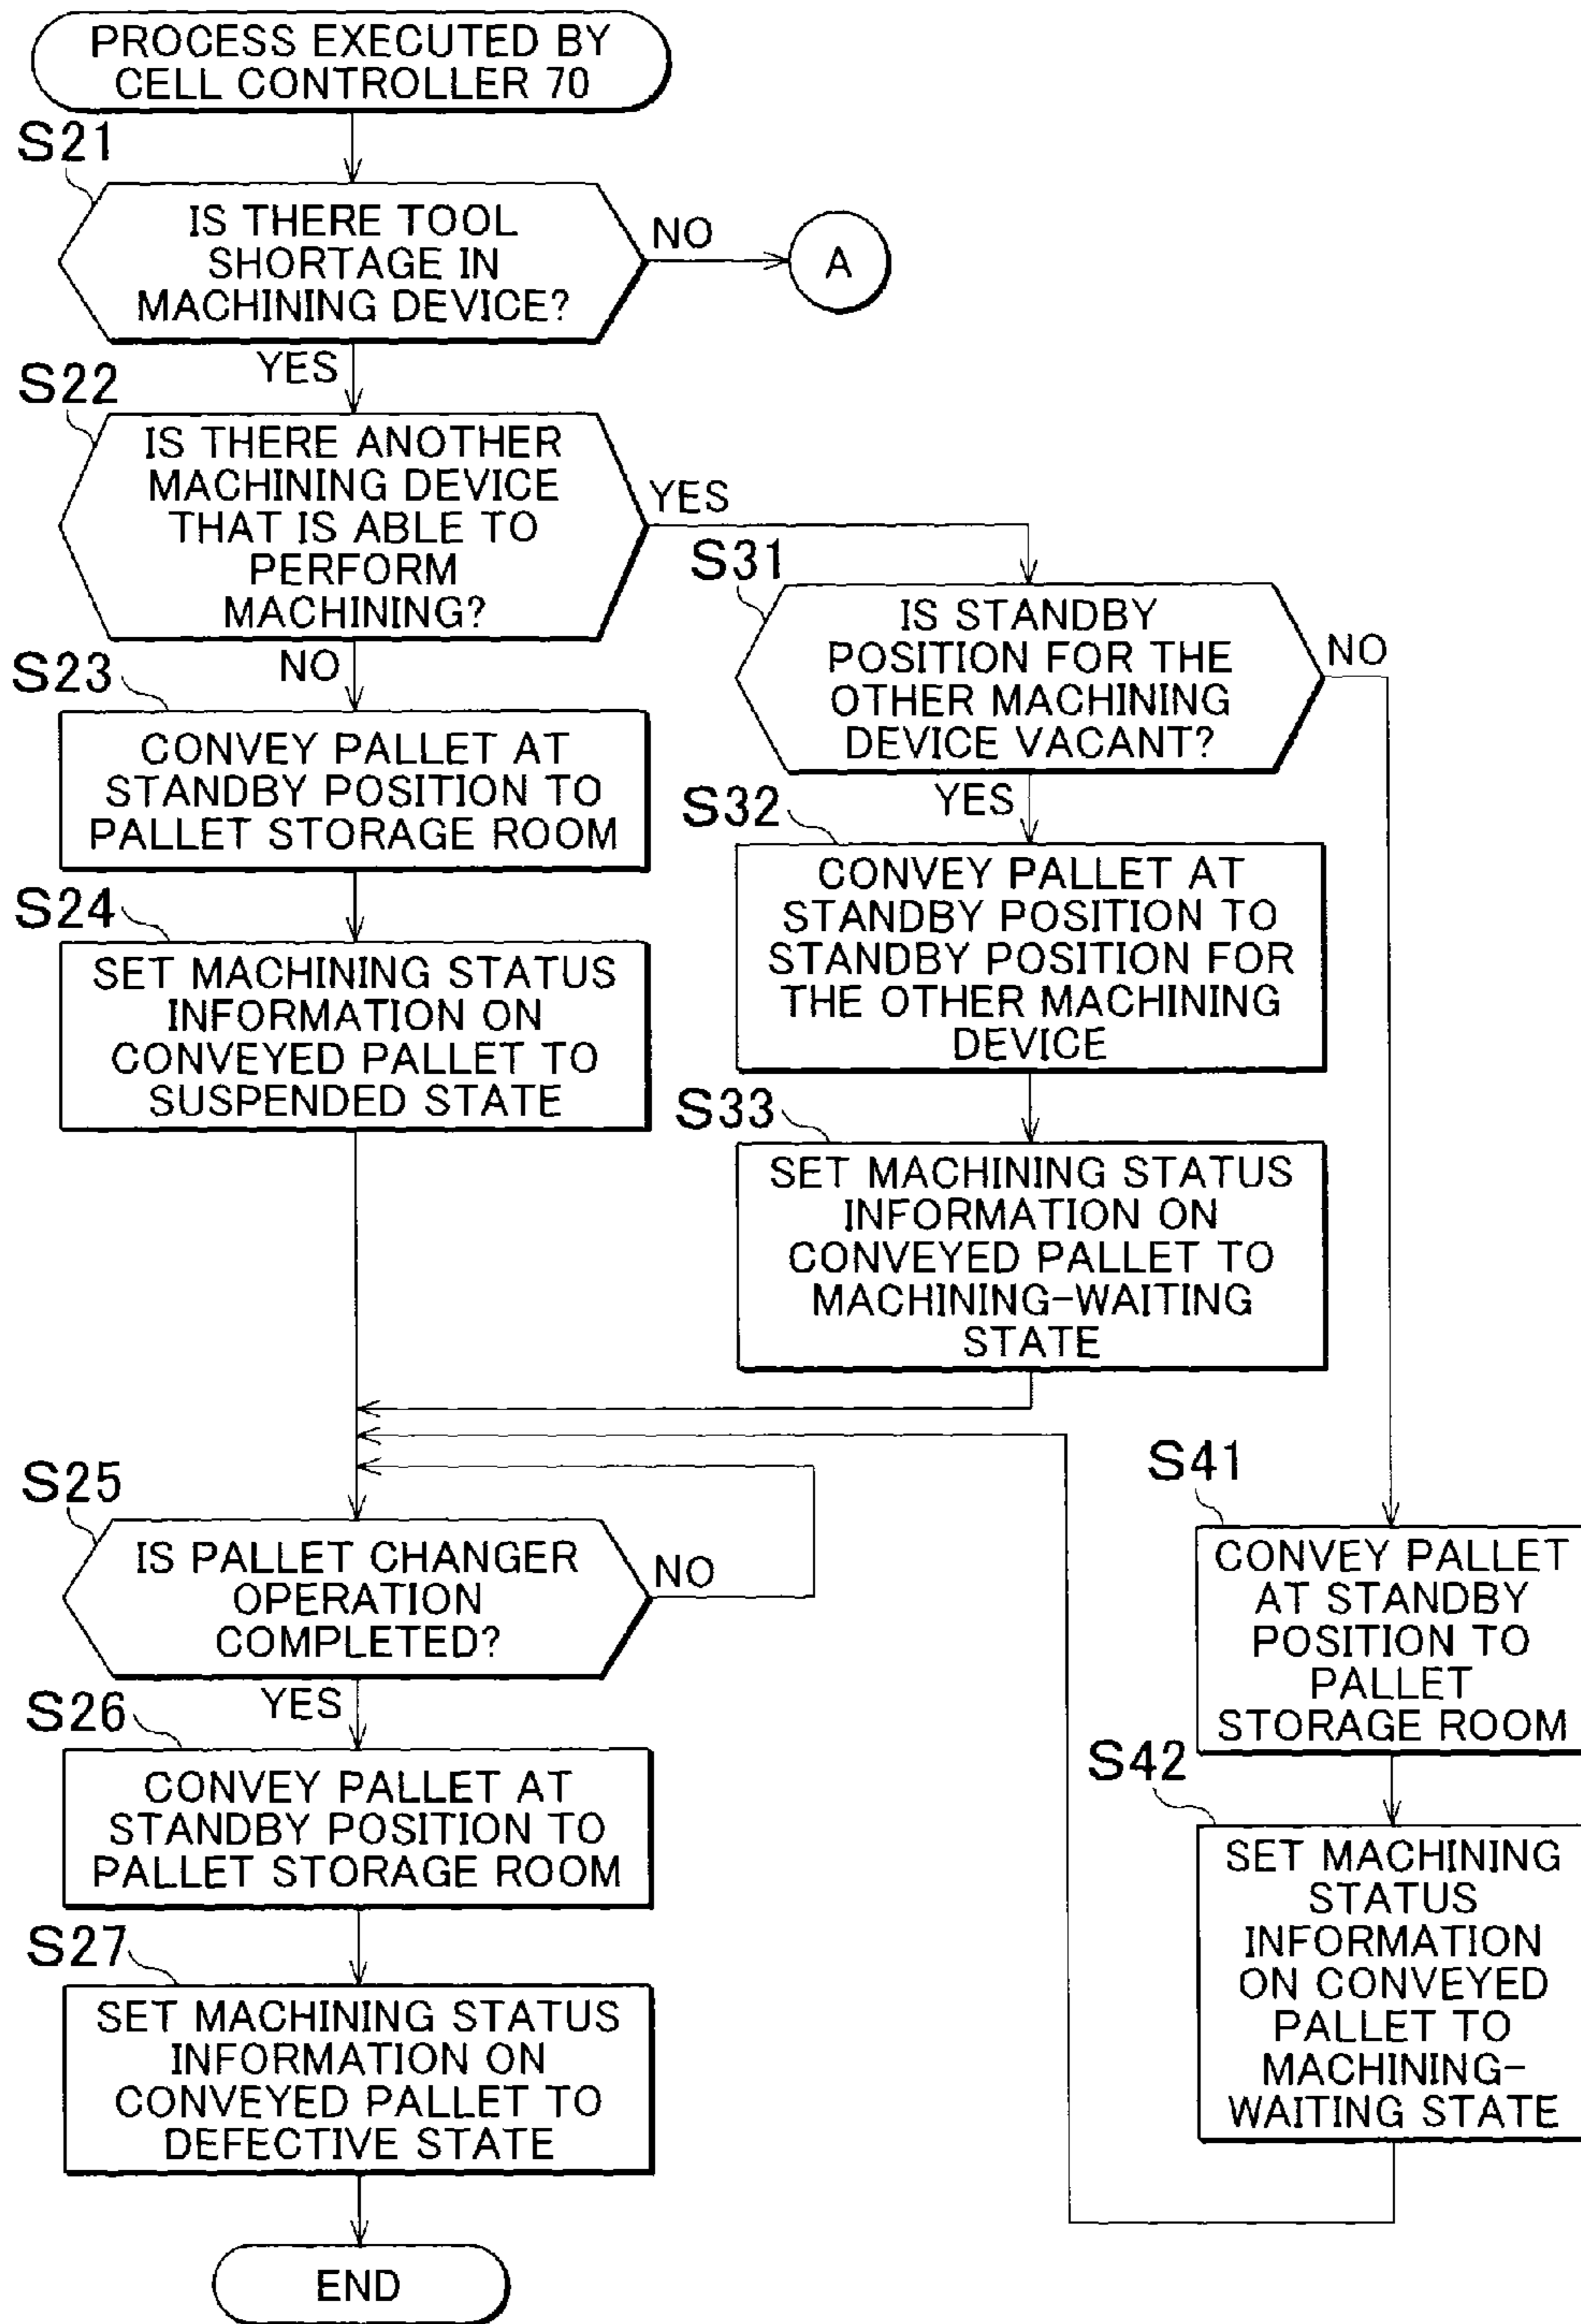 PROCESS EXECUTED BY
CELL CONTROLLER 70
S21
IS THERE TOOL
SHORTAGE IN
MACHINING DEVICE?
NO
A
YES
S22
IS THERE ANOTHER
MACHINING DEVICE
THAT IS ABLE TO
PERFORM
MACHINING?
YES
NO
S23
CONVEY PALLET AT
STANDBY POSITION TO
PALLET STORAGE ROOM
S24
SET MACHINING STATUS
INFORMATION ON
CONVEYED PALLET TO
SUSPENDED STATE
S31
IS STANDBY
POSITION FOR THE
OTHER MACHINING
DEVICE VACANT?
NO
YES
S32
CONVEY PALLET AT
STANDBY POSITION TO
STANDBY POSITION FOR
THE OTHER MACHINING
DEVICE
S33
SET MACHINING STATUS
INFORMATION ON
CONVEYED PALLET TO
MACHINING-WAITING
STATE
S41
CONVEY PALLET
AT STANDBY
POSITION TO
PALLET
STORAGE ROOM
S42
SET MACHINING
STATUS
INFORMATION
ON CONVEYED
PALLET TO
MACHINING-
WAITING STATE
S25
IS PALLET CHANGER
OPERATION
COMPLETED?
NO
YES
S26
CONVEY PALLET AT
STANDBY POSITION TO
PALLET STORAGE ROOM
S27
SET MACHINING STATUS
INFORMATION ON
CONVEYED PALLET TO
DEFECTIVE STATE
END